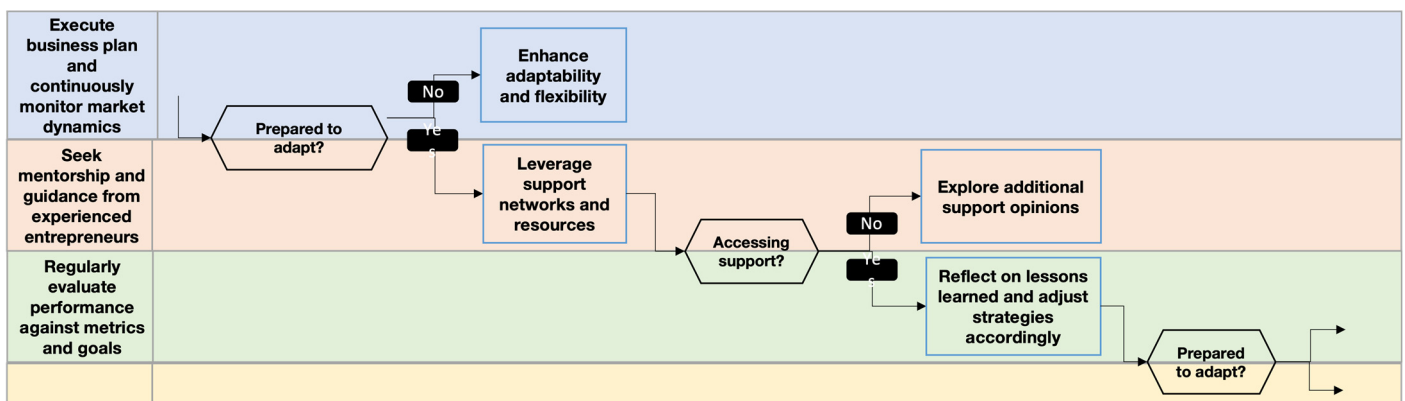 Execute
business plan
and
continuously
monitor market
dynamics
Prepared to
adapt?
No
Yes
Enhance
adaptability
and flexibility
Seek
mentorship and
guidance from
experienced
entrepreneurs
Leverage
support
networks and
resources
Accessing
support?
No
Yes
Explore additional
support opinions
Regularly
evaluate
performance
against metrics
and goals
Reflect on lessons
learned and adjust
strategies
accordingly
Prepared
to adapt?